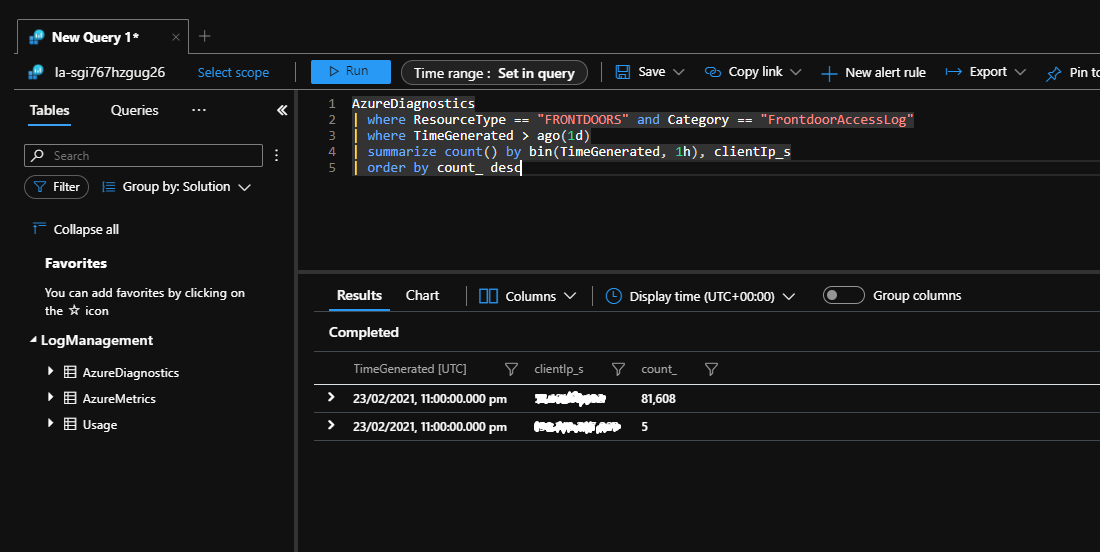 New Query 1*
la-sgi767hzgug26 Select scope Run Time range : Set in query Save Copy link New alert rule Export Pin to
Tables Queries ...
Search
Filter Group by: Solution
Collapse all
Favorites
You can add favorites by clicking on
the ☆ icon
LogManagement
AzureDiagnostics
AzureMetrics
Usage
1 AzureDiagnostics
2 | where ResourceType == "FRONTDOORS" and Category == "FrontdoorAccessLog"
3 | where TimeGenerated > ago(1d)
4 | summarize count() by bin(TimeGenerated, 1h), clientIp_s
5 | order by count_ desc
Results Chart Columns Display time (UTC+00:00) Group columns
Completed
TimeGenerated [UTC] clientIp_s count_
23/02/2021, 11:00:00.000 pm 81,608
23/02/2021, 11:00:00.000 pm 5